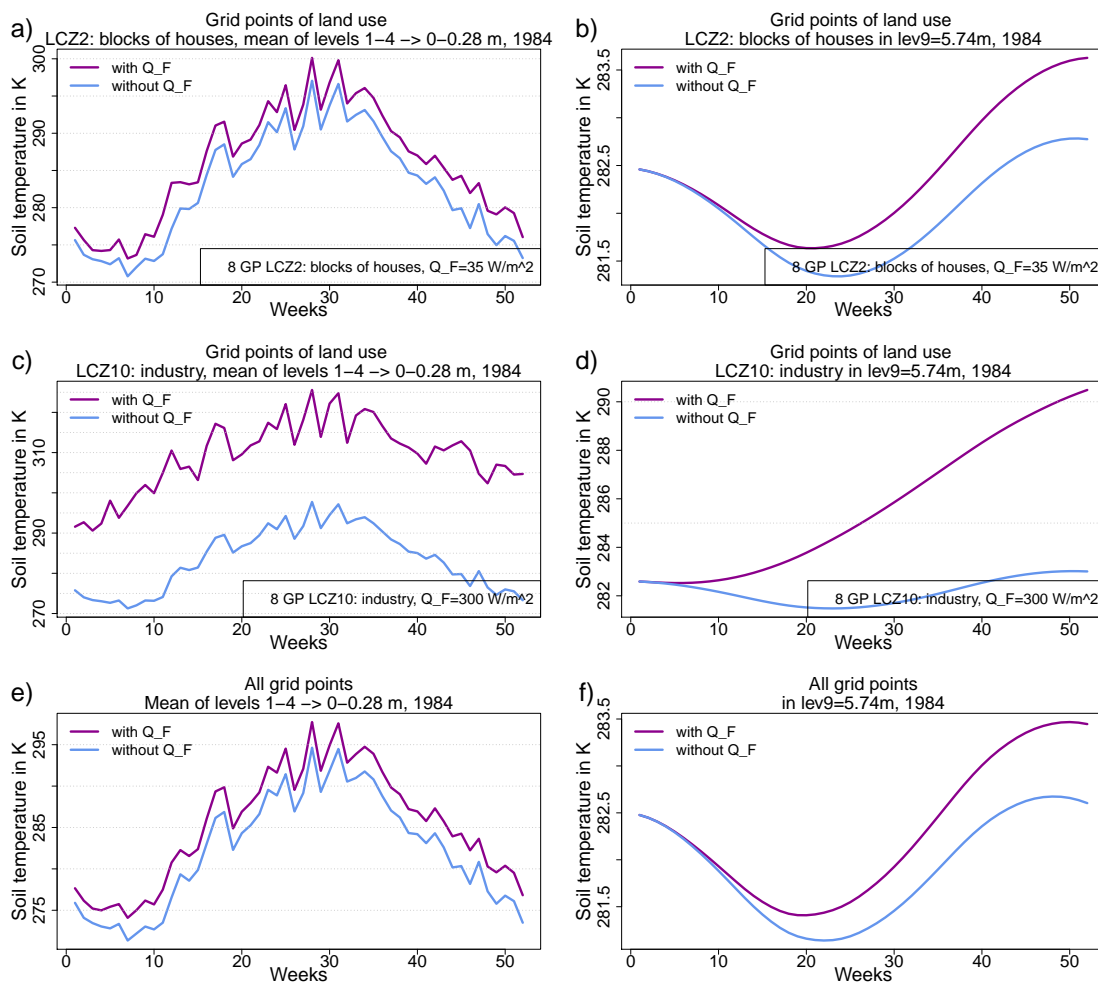 a)
Grid points of land use
LCZ2: blocks of houses, mean of levels 1−4 −> 0−0.28 m, 1984
Soil temperature in K
300
290
280
270
with Q_F
without Q_F
8 GP LCZ2: blocks of houses, Q_F=35 W/m^2
0 10 20 30 40 50
Weeks
b)
Grid points of land use
LCZ2: blocks of houses in lev9=5.74m, 1984
Soil temperature in K
283.5
282.5
281.5
with Q_F
without Q_F
8 GP LCZ2: blocks of houses, Q_F=35 W/m^2
0 10 20 30 40 50
Weeks
c)
Grid points of land use
LCZ10: industry, mean of levels 1−4 −> 0−0.28 m, 1984
Soil temperature in K
310
290
270
with Q_F
without Q_F
8 GP LCZ10: industry, Q_F=300 W/m^2
0 10 20 30 40 50
Weeks
d)
Grid points of land use
LCZ10: industry in lev9=5.74m, 1984
Soil temperature in K
290
288
286
284
282
with Q_F
without Q_F
8 GP LCZ10: industry, Q_F=300 W/m^2
0 10 20 30 40 50
Weeks
e)
All grid points
Mean of levels 1−4 −> 0−0.28 m, 1984
Soil temperature in K
295
285
275
with Q_F
without Q_F
0 10 20 30 40 50
Weeks
f)
All grid points
in lev9=5.74m, 1984
Soil temperature in K
283.5
282.5
281.5
with Q_F
without Q_F
0 10 20 30 40 50
Weeks